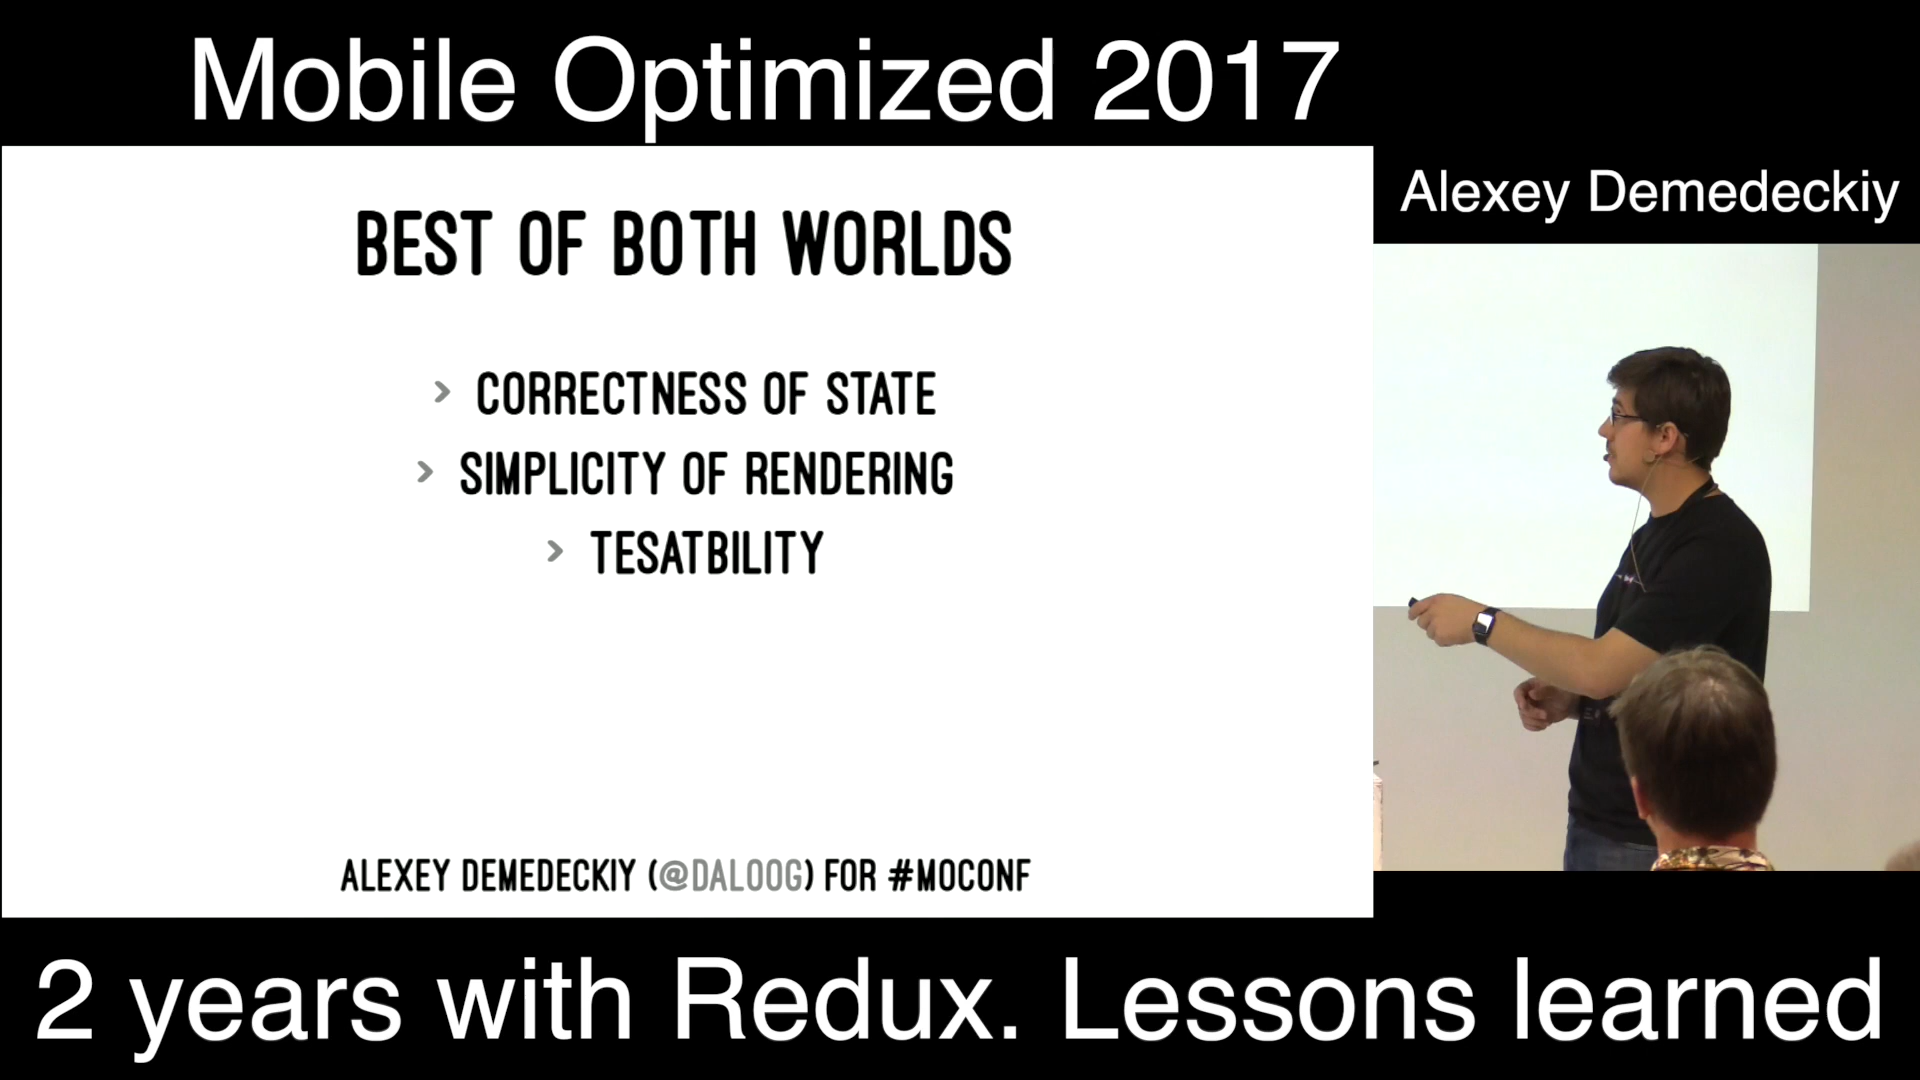 Mobile Optimized 2017
Alexey Demedeckiy
BEST OF BOTH WORLDS
> CORRECTNESS OF STATE
> SIMPLICITY OF RENDERING
> TESATBILITY
ALEXEY DEMEDECKIY (@DALOOG) FOR #MOCONF
2 years with Redux. Lessons learned